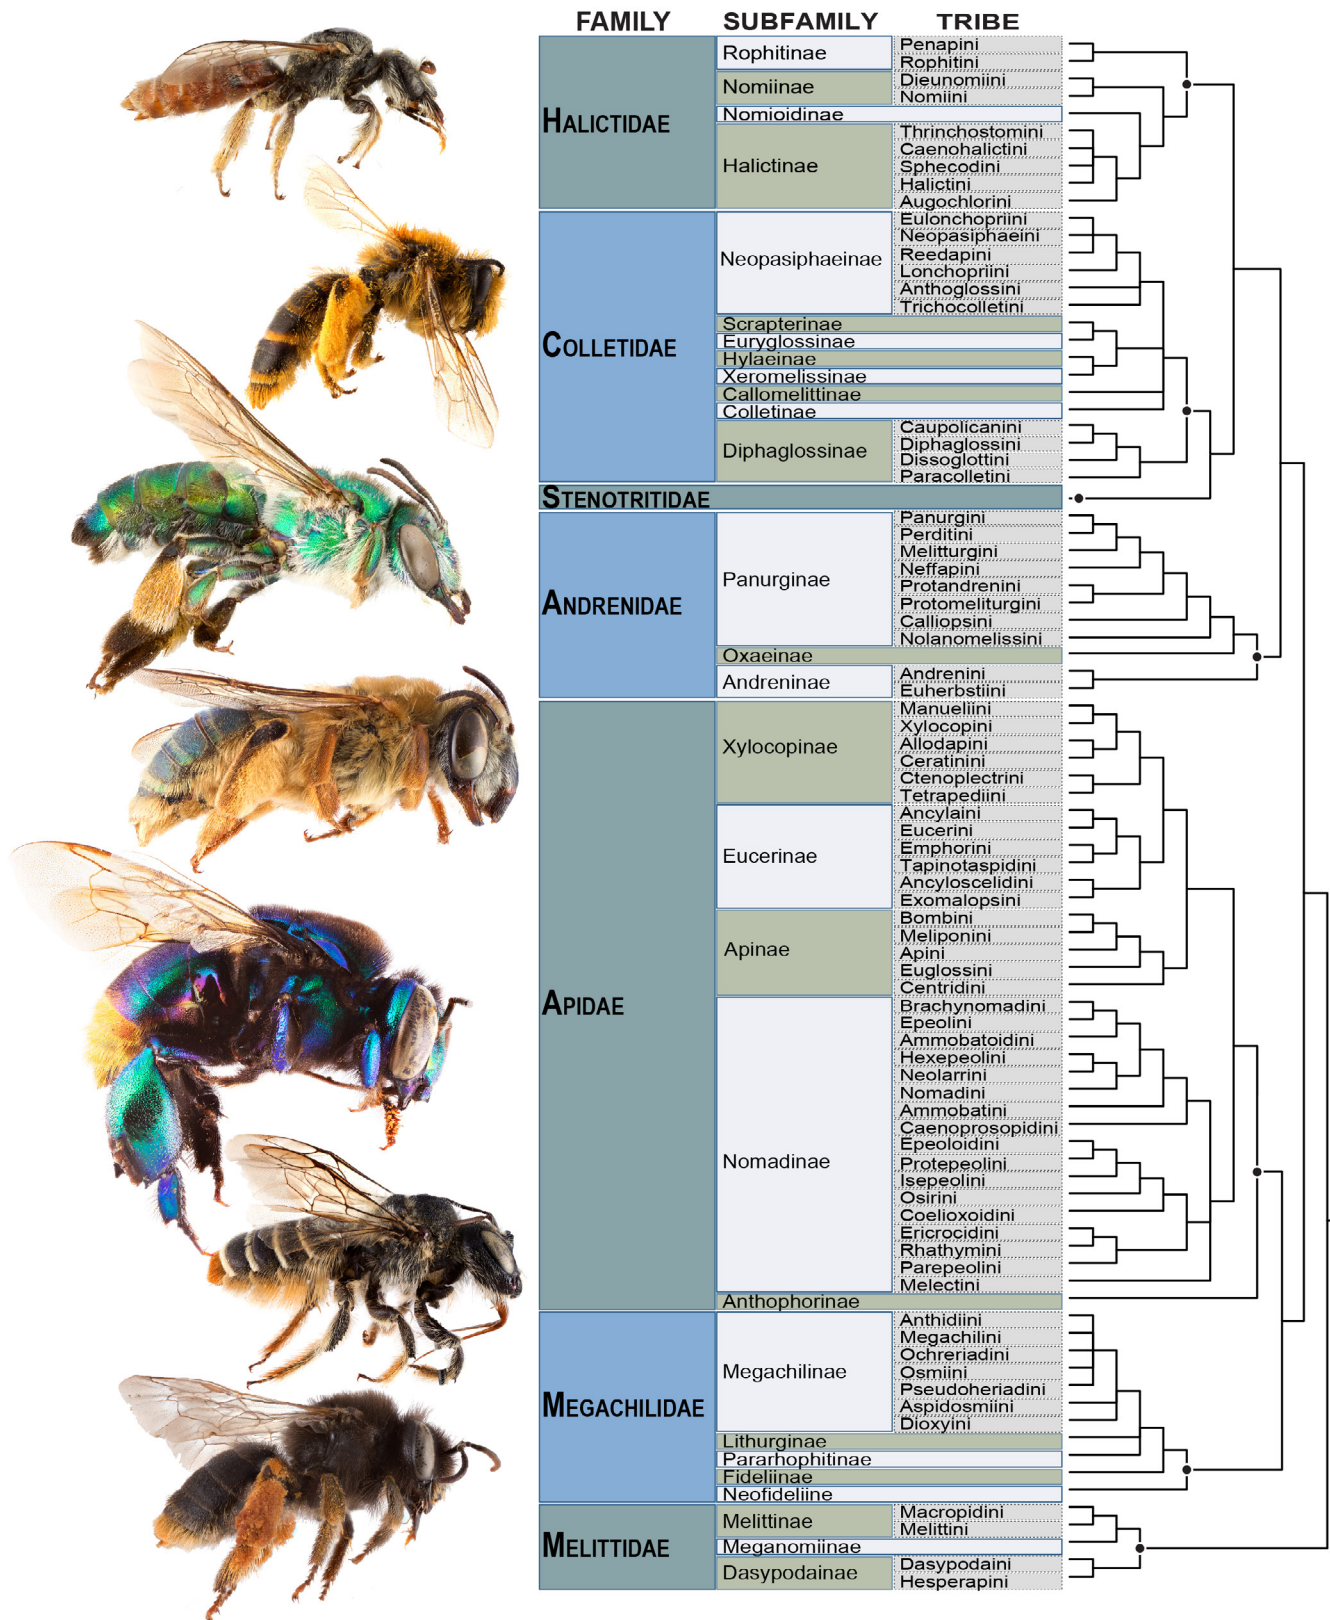 FAMILY SUBFAMILY TRIBE
HALICTIDAE
Rophitinae
Penapini
Rophitini
Nomiinae
Dieunomiini
Nomiini
Nomioidinae
Halictinae
Thrinchostomini
Caenohalictini
Sphecodini
Halictini
Augochlorini
COLLETIDAE
Neopasiphaeinae
Eulonchopriini
Neopasiphaeini
Reedapini
Lonchopriini
Anthoglossini
Trichocolletini
Scrapterinae
Euryglossinae
Hylaeinae
Xeromelissinae
Callomelittinae
Colletinae
Diphaglossinae
Caupolicanini
Diphaglossini
Dissoglottini
Paracolletini
STENOTRITIDAE
ANDRENIDAE
Panurginae
Panurgini
Perditini
Melitturgini
Neffapini
Protandrenini
Protomeliturgini
Calliopsini
Nolanomelissini
Oxaeinae
Andreninae
Andrenini
Euherbstiini
APIDAE
Xylocopinae
Manueliini
Xylocopini
Allodapini
Ceratinini
Ctenoplectrini
Tetrapediini
Eucerinae
Ancylaini
Eucerini
Emphorini
Tapinotaspidini
Ancyloscelidini
Exomalopsini
Apinae
Bombini
Meliponini
Apini
Euglossini
Centridini
Nomadinae
Brachynomadini
Epeolini
Ammobatoidini
Hexepeolini
Neolarrini
Nomadini
Ammobatini
Caenoprosopidini
Epeoloidini
Protepeolini
Isepeolini
Osirini
Coelioxoidini
Ericrocidini
Rhathymini
Parepeolini
Melectini
Anthophorinae
MEGACHILIDAE
Megachilinae
Anthidiini
Megachilini
Ochreriadini
Osmiini
Pseudoheriadini
Aspidosmiini
Dioxyini
Lithurginae
Pararhophitinae
Fideliinae
Neofideliine
MELITTIDAE
Melittinae
Macropidini
Melittini
Meganomiinae
Dasypodainae
Dasypodaini
Hesperapini